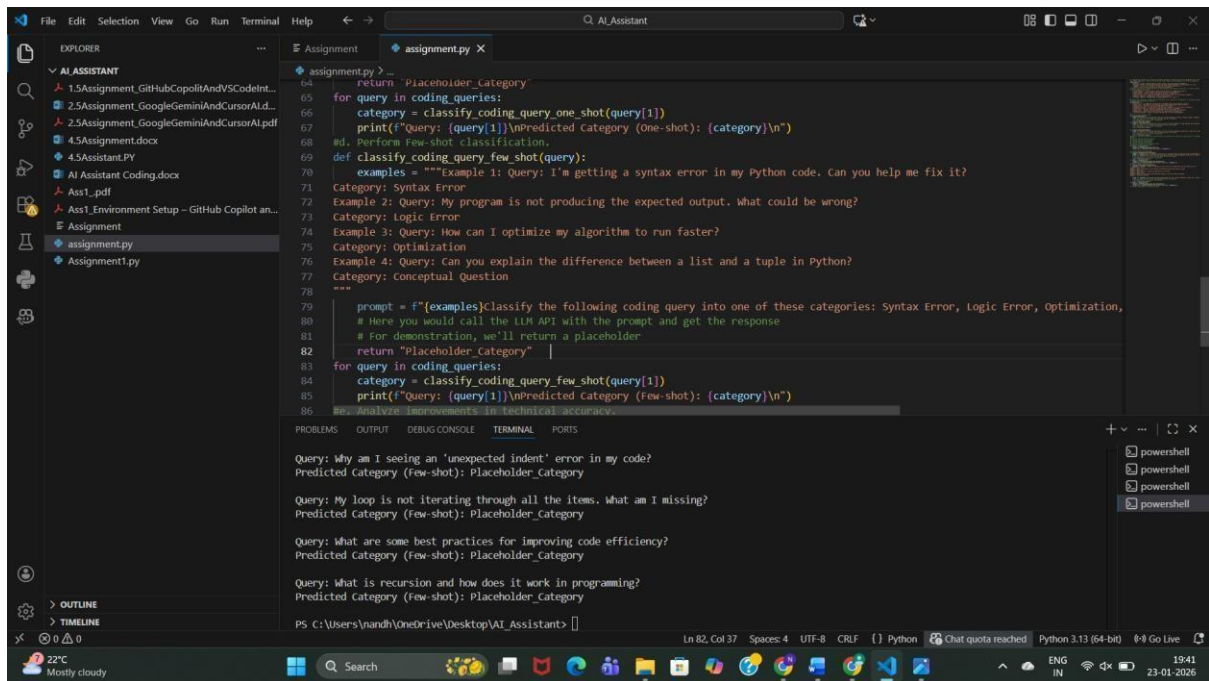 File Edit Selection View Go Run Terminal Help
AI_Assistant
EXPLORER
AI_ASSISTANT
1.5Assignment_GitHubCopolitAndVSCodeInt...
2.5Assignment_GoogleGeminiAndCursorAI.d...
2.5Assignment_GoogleGeminiAndCursorAI.pdf
4.5Assignment.docx
4.5Assistant.PY
AI Assistant Coding.docx
Ass1_.pdf
Ass1_Environment Setup – GitHub Copilot an...
Assignment
assignment.py
Assignment1.py
OUTLINE
TIMELINE
Assignment
assignment.py
assignment.py > ...
64 return "Placeholder_Category"
65 for query in coding_queries:
66 category = classify_coding_query_one_shot(query[1])
67 print(f"Query: {query[1]}\nPredicted Category (One-shot): {category}\n")
68 #d. Perform Few-shot classification.
69 def classify_coding_query_few_shot(query):
70 examples = """Example 1: Query: I'm getting a syntax error in my Python code. Can you help me fix it?
71 Category: Syntax Error
72 Example 2: Query: My program is not producing the expected output. What could be wrong?
73 Category: Logic Error
74 Example 3: Query: How can I optimize my algorithm to run faster?
75 Category: Optimization
76 Example 4: Query: Can you explain the difference between a list and a tuple in Python?
77 Category: Conceptual Question
78 """
79 prompt = f"{examples}Classify the following coding query into one of these categories: Syntax Error, Logic Error, Optimization,
80 # Here you would call the LLM API with the prompt and get the response
81 # For demonstration, we'll return a placeholder
82 return "Placeholder_Category"
83 for query in coding_queries:
84 category = classify_coding_query_few_shot(query[1])
85 print(f"Query: {query[1]}\nPredicted Category (Few-shot): {category}\n")
86 #e. Analyze improvements in technical accuracy.
PROBLEMS OUTPUT DEBUG CONSOLE TERMINAL PORTS
Query: Why am I seeing an 'unexpected indent' error in my code?
Predicted Category (Few-shot): Placeholder_Category
Query: My loop is not iterating through all the items. What am I missing?
Predicted Category (Few-shot): Placeholder_Category
Query: What are some best practices for improving code efficiency?
Predicted Category (Few-shot): Placeholder_Category
Query: What is recursion and how does it work in programming?
Predicted Category (Few-shot): Placeholder_Category
PS C:\Users\nandh\OneDrive\Desktop\AI_Assistant>
powershell
powershell
powershell
powershell
0 0 Ln 82, Col 37 Spaces: 4 UTF-8 CRLF {} Python Chat quota reached Python 3.13 (64-bit) Go Live
22°C
Mostly cloudy
Search
ENG
IN
19:41
23-01-2026